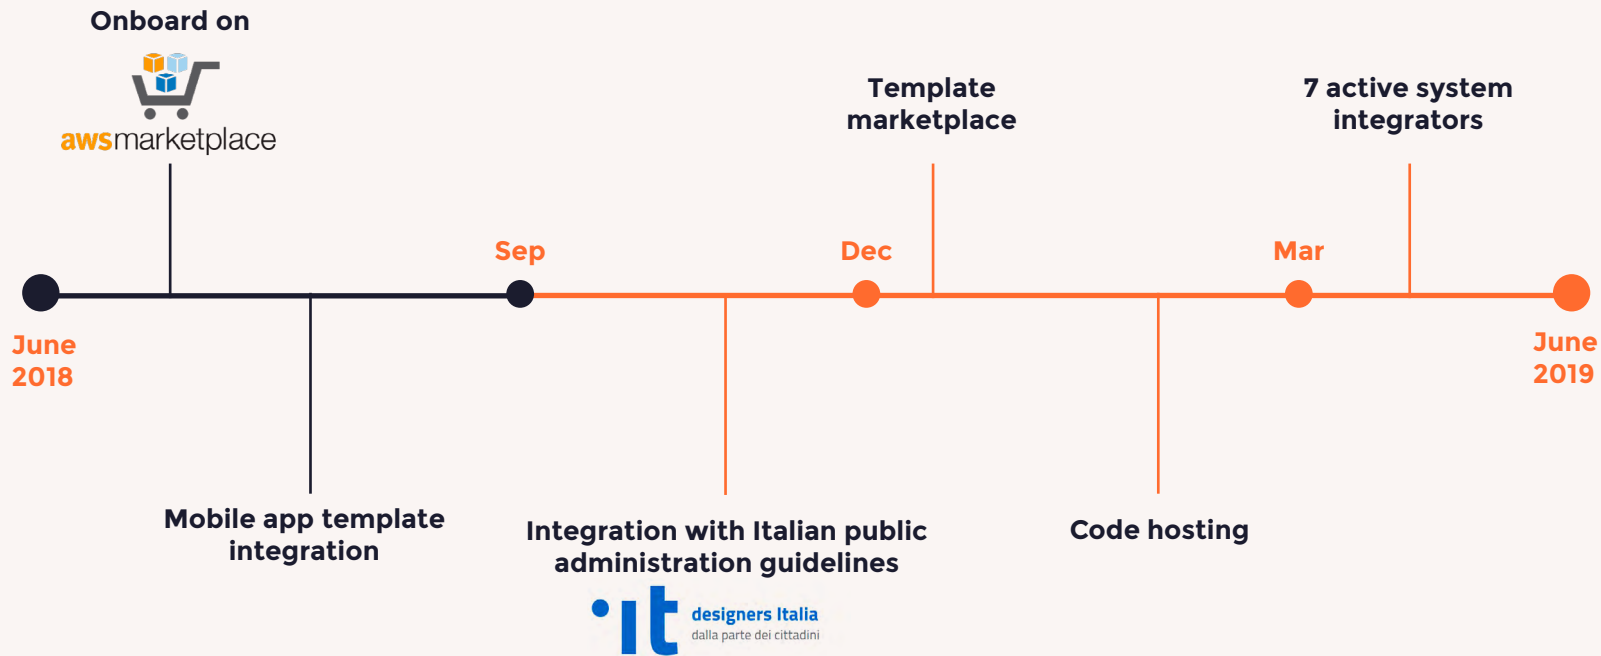 Onboard on
awsmarketplace
Template
marketplace
7 active system
integrators
Sep
Dec
Mar
June
2018
June
2019
Mobile app template
integration
Integration with Italian public
administration guidelines
Code hosting
it
designers Italia
dalla parte dei cittadini